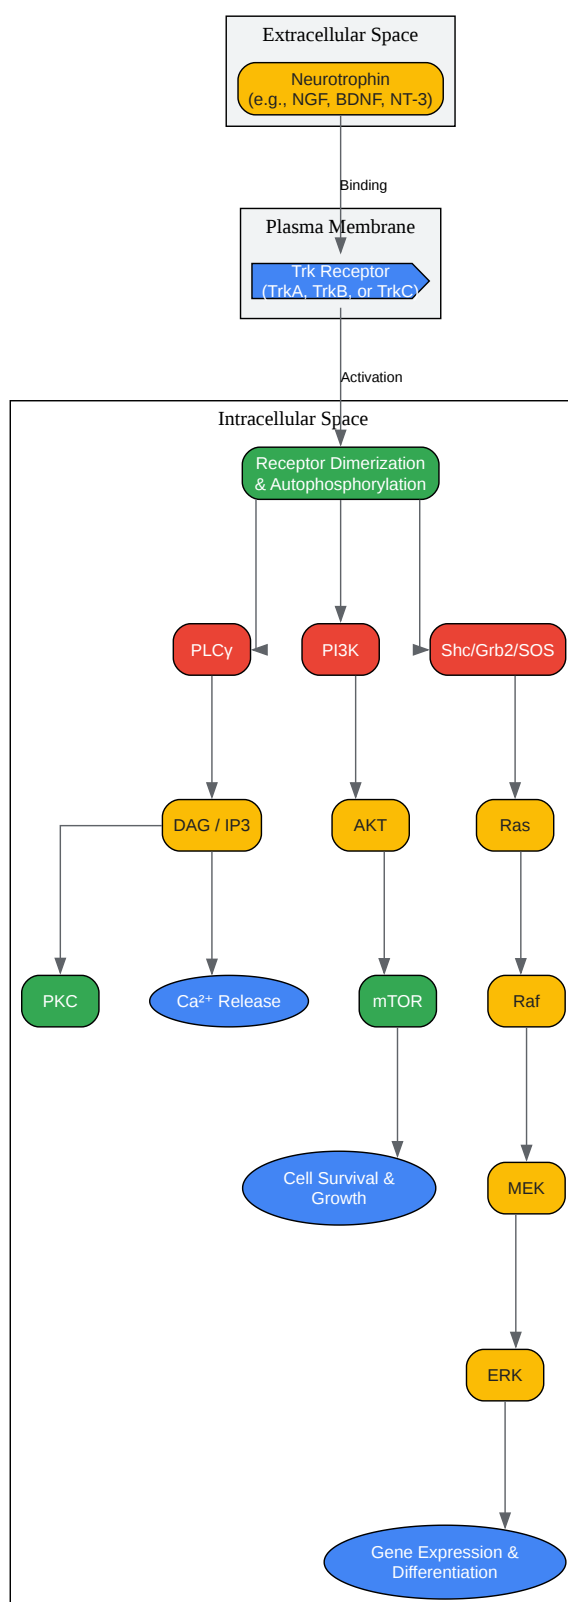 Extracellular Space
Neurotrophin
(e.g., NGF, BDNF, NT-3)
Binding
Plasma Membrane
Trk Receptor
(TrkA, TrkB, or TrkC)
Activation
Intracellular Space
Receptor Dimerization
& Autophosphorylation
PLCγ
PI3K
Shc/Grb2/SOS
DAG / IP3
AKT
Ras
PKC
Ca²⁺ Release
mTOR
Raf
Cell Survival &
Growth
MEK
ERK
Gene Expression &
Differentiation